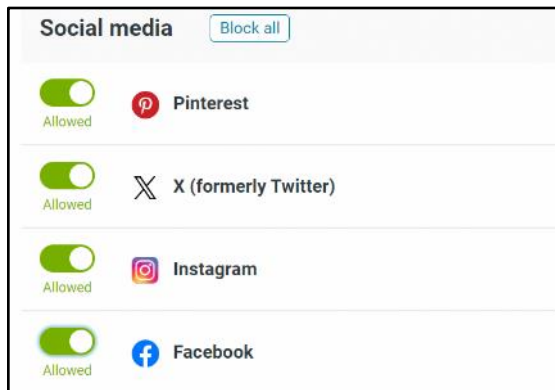 Social media Block all
Allowed Pinterest
Allowed X (formerly Twitter)
Allowed Instagram
Allowed Facebook